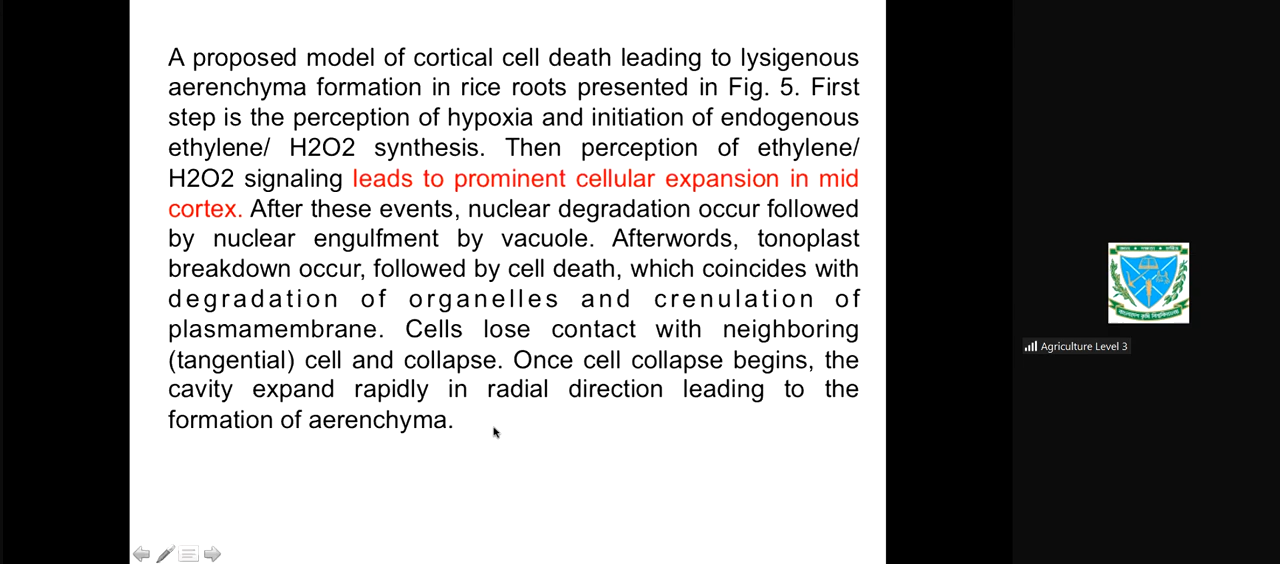 A proposed model of cortical cell death leading to lysigenous
aerenchyma formation in rice roots presented in Fig. 5. First
step is the perception of hypoxia and initiation of endogenous
ethylene/ H2O2 synthesis. Then perception of ethylene/
H2O2 signaling leads to prominent cellular expansion in mid
cortex. After these events, nuclear degradation occur followed
by nuclear engulfment by vacuole. Afterwords, tonoplast
breakdown occur, followed by cell death, which coincides with
degradation of organelles and crenulation of
plasmamembrane. Cells lose contact with neighboring
(tangential) cell and collapse. Once cell collapse begins, the
cavity expand rapidly in radial direction leading to the
formation of aerenchyma.
Agriculture Level 3